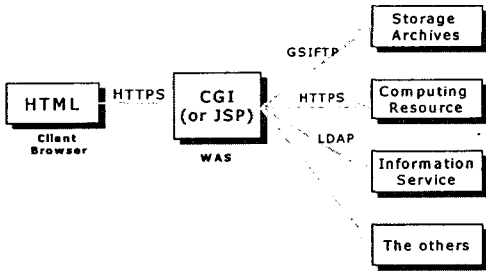 HTML
Client
Browser
HTTPS
CGI
(or JSP)
WAS
GSIFTP
HTTPS
LDAP
Storage
Archives
Computing
Resource
Information
Service
The others